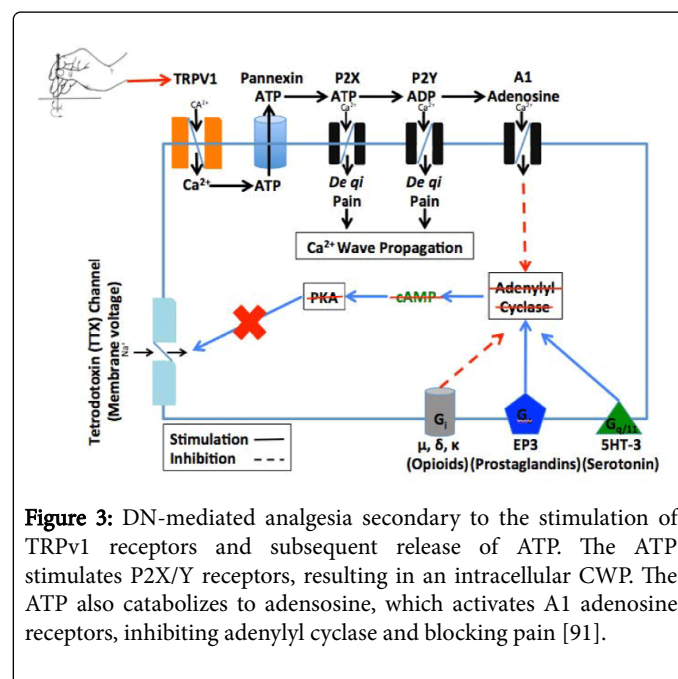 TRPV1 Pannexin P2X P2Y A1
ATP ATP ADP Adenosine
CA²⁺ Ca²⁺ Ca²⁺ Ca²⁺
Ca²⁺ ATP De qi De qi
Pain Pain
Ca²⁺ Wave Propagation
Tetrodotoxin (TTX) Channel
(Membrane voltage)
Na⁺
PKA cAMP Adenylyl
Cyclase
Stimulation
Inhibition
Gᵢ Gq/11
μ, δ, κ EP3 5HT-3
(Opioids) (Prostaglandins) (Serotonin)
Figure 3: DN-mediated analgesia secondary to the stimulation of
TRPv1 receptors and subsequent release of ATP. The ATP
stimulates P2X/Y receptors, resulting in an intracellular CWP. The
ATP also catabolizes to adensosine, which activates A1 adenosine
receptors, inhibiting adenylyl cyclase and blocking pain [91].